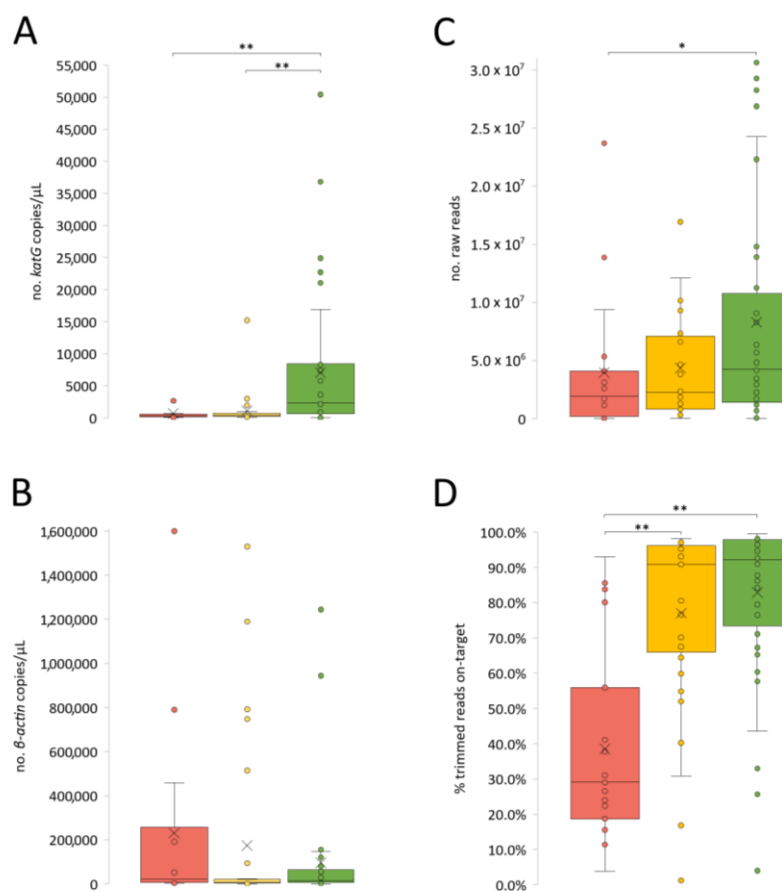 A
**
**
55,000
50,000
45,000
40,000
35,000
30,000
25,000
20,000
15,000
10,000
5000
0
no. katG copies/µL
C
*
3.0 x 10⁷
2.5 x 10⁷
2.0 x 10⁷
1.5 x 10⁷
1.0 x 10⁷
5.0 x 10⁶
0
no. raw reads
B
1,600,000
1,400,000
1,200,000
1,000,000
800,000
600,000
400,000
200,000
0
no. β-actin copies/µL
D
**
**
100.0%
90.0%
80.0%
70.0%
60.0%
50.0%
40.0%
30.0%
20.0%
10.0%
0.0%
% trimmed reads on-target